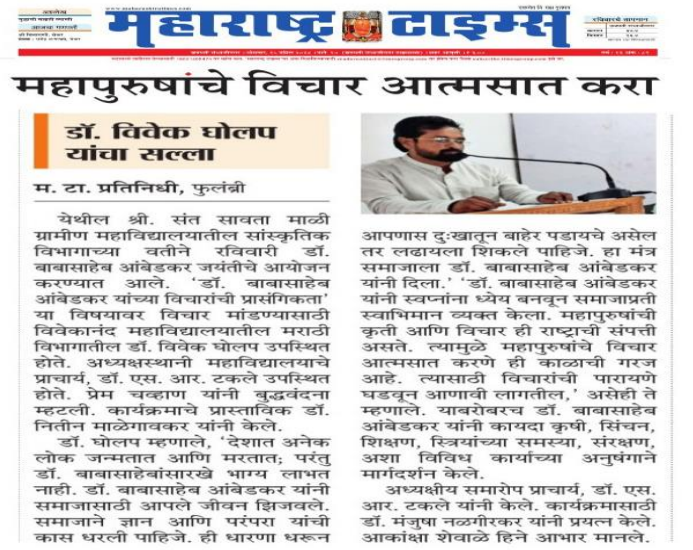 महाराष्ट्र टाइम्स
महापुरुषांचे विचार आत्मसात करा
डॉ. विवेक घोलप
यांचा सल्ला
म. टा. प्रतिनिधी, फुलंब्री
येथील श्री. संत सावता माळी
ग्रामीण महाविद्यालयातील सांस्कृतिक
विभागाच्या वतीने रविवारी डॉ.
बाबासाहेब आंबेडकर जयंतीचे आयोजन
करण्यात आले. 'डॉ. बाबासाहेब
आंबेडकर यांच्या विचारांची प्रासंगिकता'
या विषयावर विचार मांडण्यासाठी
विवेकानंद महाविद्यालयातील मराठी
विभागातील डॉ. विवेक घोलप उपस्थित
होते. अध्यक्षस्थानी महाविद्यालयाचे
प्राचार्य, डॉ. एस. आर. टकले उपस्थित
होते. प्रेम चव्हाण यांनी बुद्धवंदना
म्हटली. कार्यक्रमाचे प्रास्ताविक डॉ.
नितीन माळेगावकर यांनी केले.
डॉ. घोलप म्हणाले, 'देशात अनेक
लोक जन्मतात आणि मरतात; परंतु
डॉ. बाबासाहेबांसारखे भाग्य लाभत
नाही. डॉ. बाबासाहेब आंबेडकर यांनी
समाजासाठी आपले जीवन झिजवले.
समाजाने ज्ञान आणि परंपरा यांची
कास धरली पाहिजे. ही धारणा धरून
आपणास दुःखातून बाहेर पडायचे असेल
तर लढायला शिकले पाहिजे. हा मंत्र
समाजाला डॉ. बाबासाहेब आंबेडकर
यांनी दिला.' 'डॉ. बाबासाहेब आंबेडकर
यांनी स्वप्नांना ध्येय बनवून समाजाप्रती
स्वाभिमान व्यक्त केला. महापुरुषांची
कृती आणि विचार ही राष्ट्राची संपत्ती
असते. त्यामुळे महापुरुषांचे विचार
आत्मसात करणे ही काळाची गरज
आहे. त्यासाठी विचारांची पारायणे
घडवून आणावी लागतील,' असेही ते
म्हणाले. याबरोबरच डॉ. बाबासाहेब
आंबेडकर यांनी कायदा कृषी, सिंचन,
शिक्षण, स्त्रियांच्या समस्या, संरक्षण,
अशा विविध कार्याच्या अनुषंगाने
मार्गदर्शन केले.
अध्यक्षीय समारोप प्राचार्य, डॉ. एस.
आर. टकले यांनी केले. कार्यक्रमासाठी
डॉ. मंजुषा नळगीरकर यांनी प्रयत्न केले.
आकांक्षा शेवाळे हिने आभार मानले.